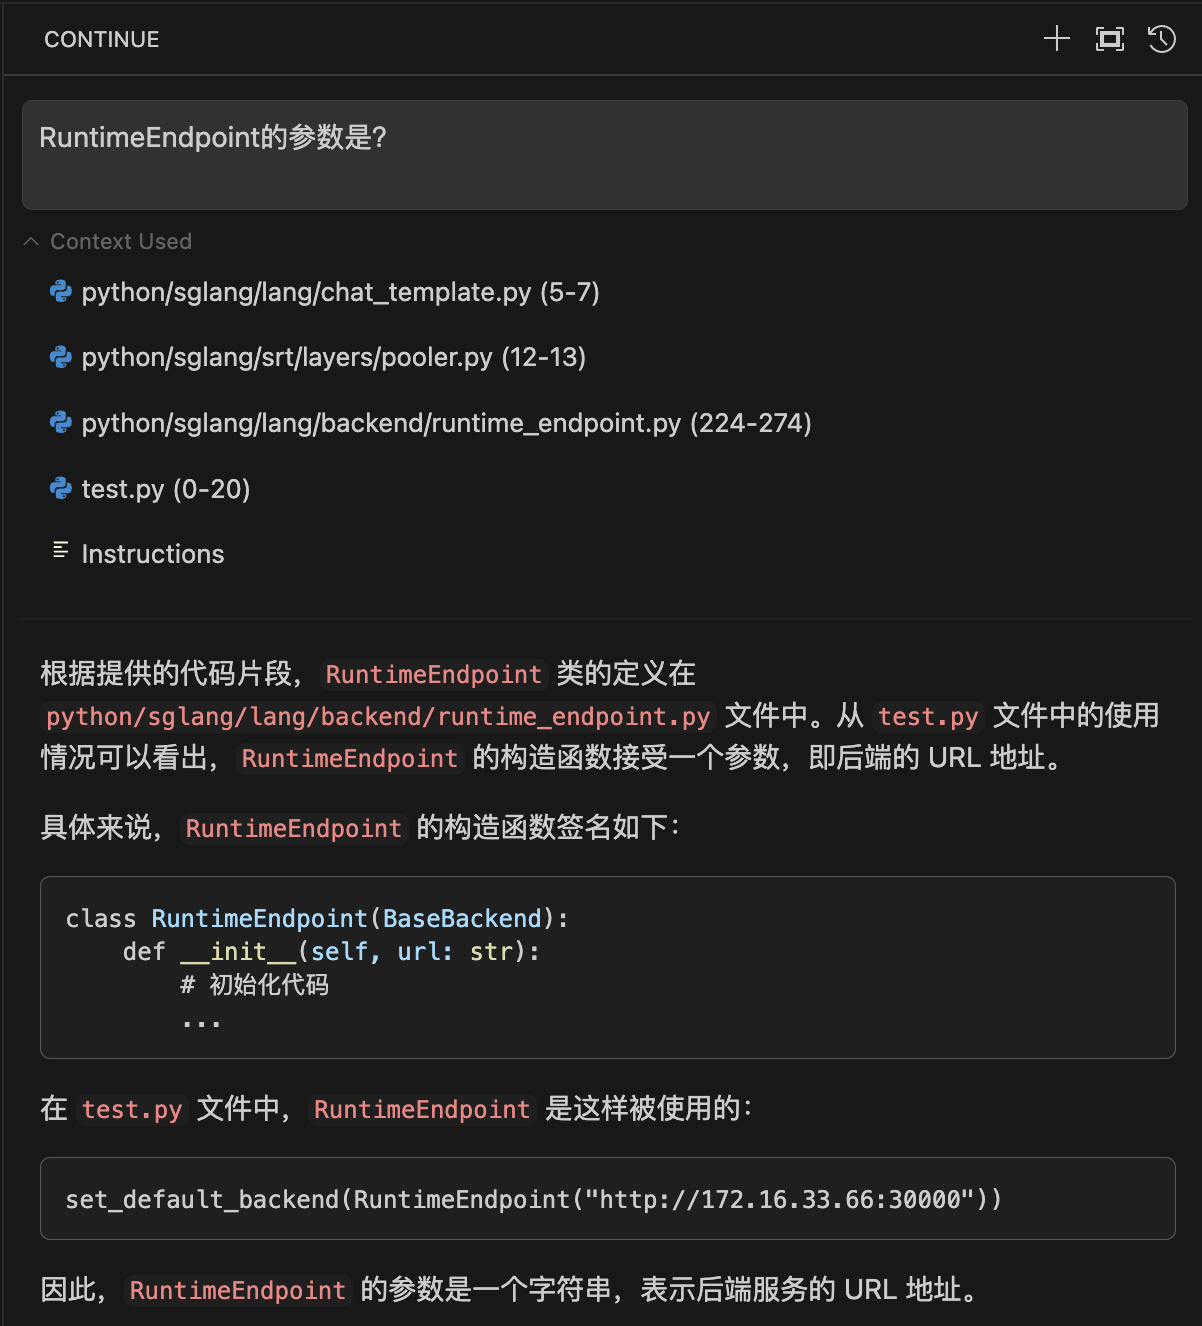 CONTINUE
RuntimeEndpoint的参数是?
Context Used
python/sglang/lang/chat_template.py (5-7)
python/sglang/srt/layers/pooler.py (12-13)
python/sglang/lang/backend/runtime_endpoint.py (224-274)
test.py (0-20)
Instructions
根据提供的代码片段， RuntimeEndpoint 类的定义在
python/sglang/lang/backend/runtime_endpoint.py 文件中。从 test.py 文件中的使用
情况可以看出， RuntimeEndpoint 的构造函数接受一个参数，即后端的 URL 地址。
具体来说， RuntimeEndpoint 的构造函数签名如下：
class RuntimeEndpoint(BaseBackend):
    def __init__(self, url: str):
        # 初始化代码
        ...
在 test.py 文件中， RuntimeEndpoint 是这样被使用的：
set_default_backend(RuntimeEndpoint("http://172.16.33.66:30000"))
因此， RuntimeEndpoint 的参数是一个字符串，表示后端服务的 URL 地址。